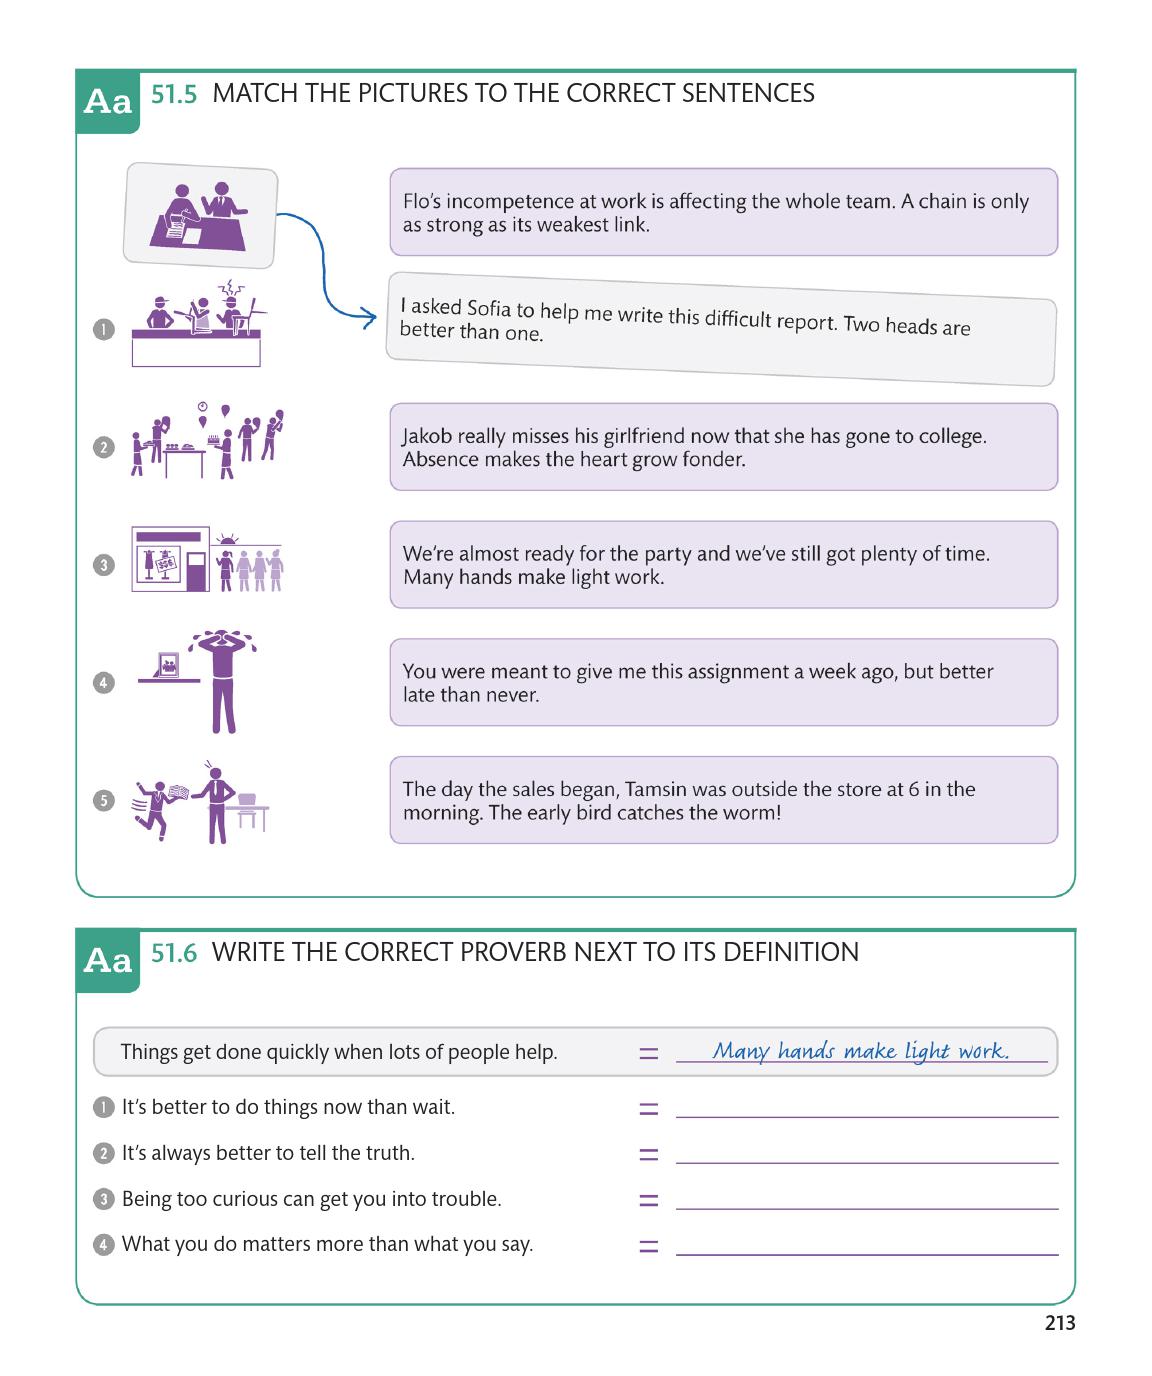 Aa 51.5 MATCH THE PICTURES TO THE CORRECT SENTENCES
Flo’s incompetence at work is affecting the whole team. A chain is only
as strong as its weakest link.
I asked Sofia to help me write this difficult report. Two heads are
better than one.
1
2
Jakob really misses his girlfriend now that she has gone to college.
Absence makes the heart grow fonder.
3
We’re almost ready for the party and we’ve still got plenty of time.
Many hands make light work.
4
You were meant to give me this assignment a week ago, but better
late than never.
5
The day the sales began, Tamsin was outside the store at 6 in the
morning. The early bird catches the worm!
Aa 51.6 WRITE THE CORRECT PROVERB NEXT TO ITS DEFINITION
Things get done quickly when lots of people help. = Many hands make light work.
1 It’s better to do things now than wait. =
2 It’s always better to tell the truth. =
3 Being too curious can get you into trouble. =
4 What you do matters more than what you say. =
213